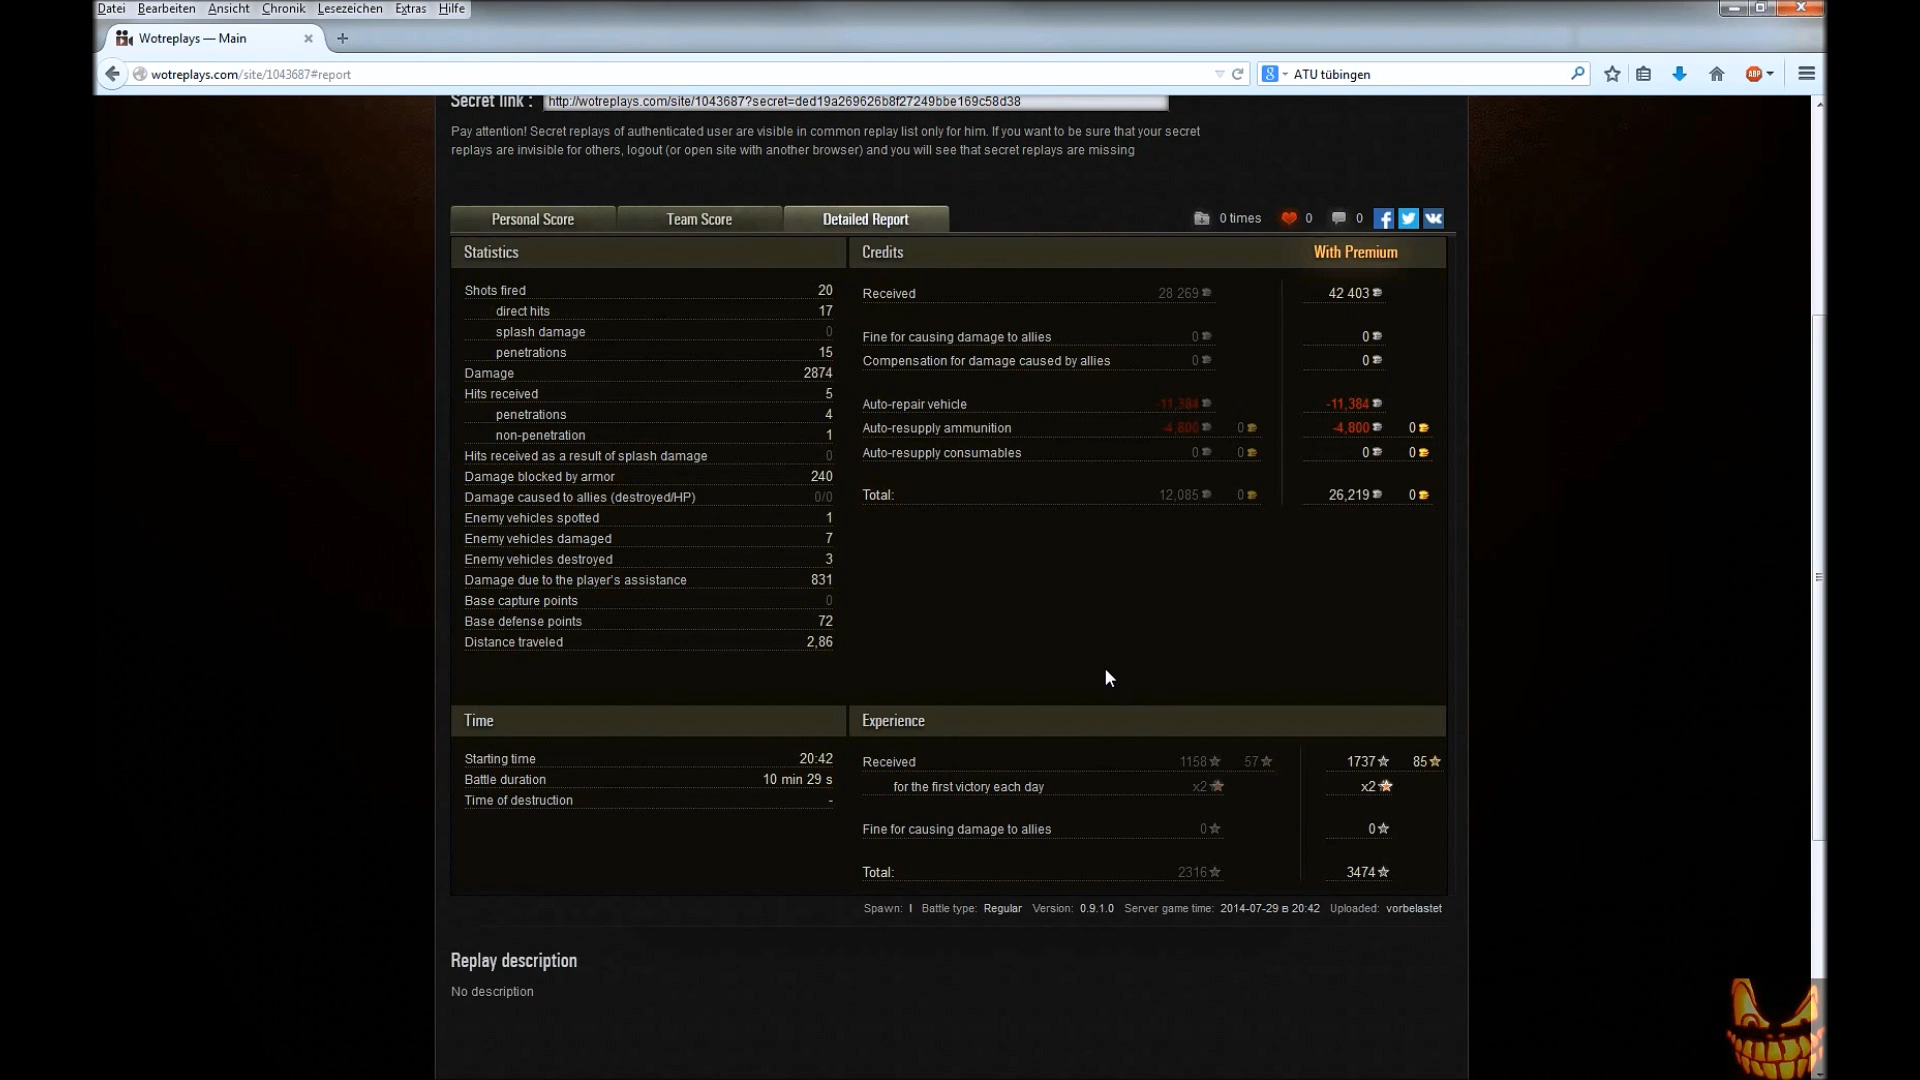 Datei Bearbeiten Ansicht Chronik Lesezeichen Extras Hilfe
Wotreplays — Main
wotreplays.com/site/1043687#report
ATU tübingen
ABP
Secret link : http://wotreplays.com/site/1043687?secret=ded19a269626b8f27249bbe169c58d38
Pay attention! Secret replays of authenticated user are visible in common replay list only for him. If you want to be sure that your secret
replays are invisible for others, logout (or open site with another browser) and you will see that secret replays are missing
Personal Score Team Score Detailed Report 0 times 0 0
Statistics
Shots fired 20
direct hits 17
splash damage 0
penetrations 15
Damage 2874
Hits received 5
penetrations 4
non-penetration 1
Hits received as a result of splash damage 0
Damage blocked by armor 240
Damage caused to allies (destroyed/HP) 0/0
Enemy vehicles spotted 1
Enemy vehicles damaged 7
Enemy vehicles destroyed 3
Damage due to the player's assistance 831
Base capture points 0
Base defense points 72
Distance traveled 2,86
Credits With Premium
Received 28 269 42 403
Fine for causing damage to allies 0 0
Compensation for damage caused by allies 0 0
Auto-repair vehicle -11,384 -11,384
Auto-resupply ammunition -4,800 0 -4,800 0
Auto-resupply consumables 0 0 0 0
Total: 12,085 0 26,219 0
Time
Starting time 20:42
Battle duration 10 min 29 s
Time of destruction -
Experience
Received 1158 57 1737 85
for the first victory each day x2 x2
Fine for causing damage to allies 0 0
Total: 2316 3474
Spawn: I Battle type: Regular Version: 0.9.1.0 Server game time: 2014-07-29 в 20:42 Uploaded: vorbelastet
Replay description
No description